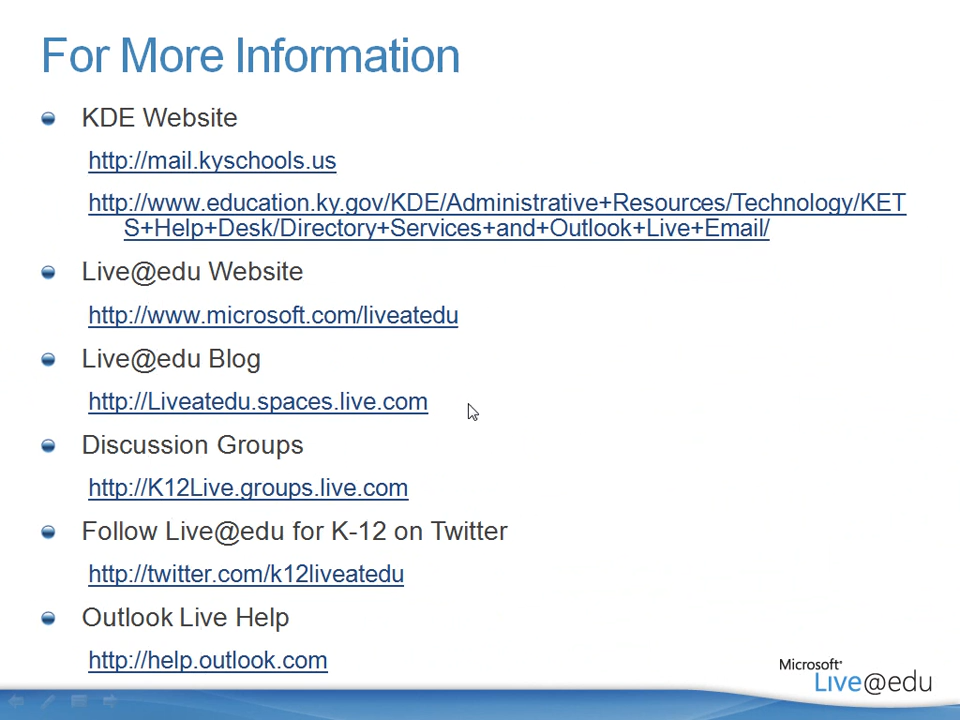 For More Information
KDE Website
http://mail.kyschools.us
http://www.education.ky.gov/KDE/Administrative+Resources/Technology/KET
S+Help+Desk/Directory+Services+and+Outlook+Live+Email/
Live@edu Website
http://www.microsoft.com/liveatedu
Live@edu Blog
http://Liveatedu.spaces.live.com
Discussion Groups
http://K12Live.groups.live.com
Follow Live@edu for K-12 on Twitter
http://twitter.com/k12liveatedu
Outlook Live Help
http://help.outlook.com
Microsoft®
Live@edu